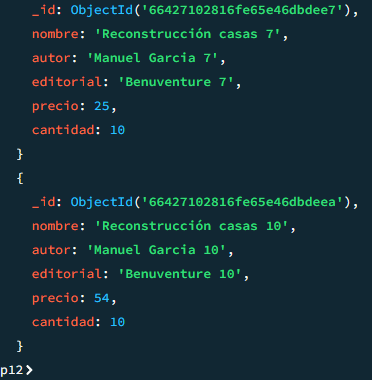 _id: ObjectId('66427102816fe65e46dbdee7'),
nombre: 'Reconstrucción casas 7',
autor: 'Manuel Garcia 7',
editorial: 'Benuventure 7',
precio: 25,
cantidad: 10
}
{
_id: ObjectId('66427102816fe65e46dbdeea'),
nombre: 'Reconstrucción casas 10',
autor: 'Manuel Garcia 10',
editorial: 'Benuventure 10',
precio: 54,
cantidad: 10
}
p12>